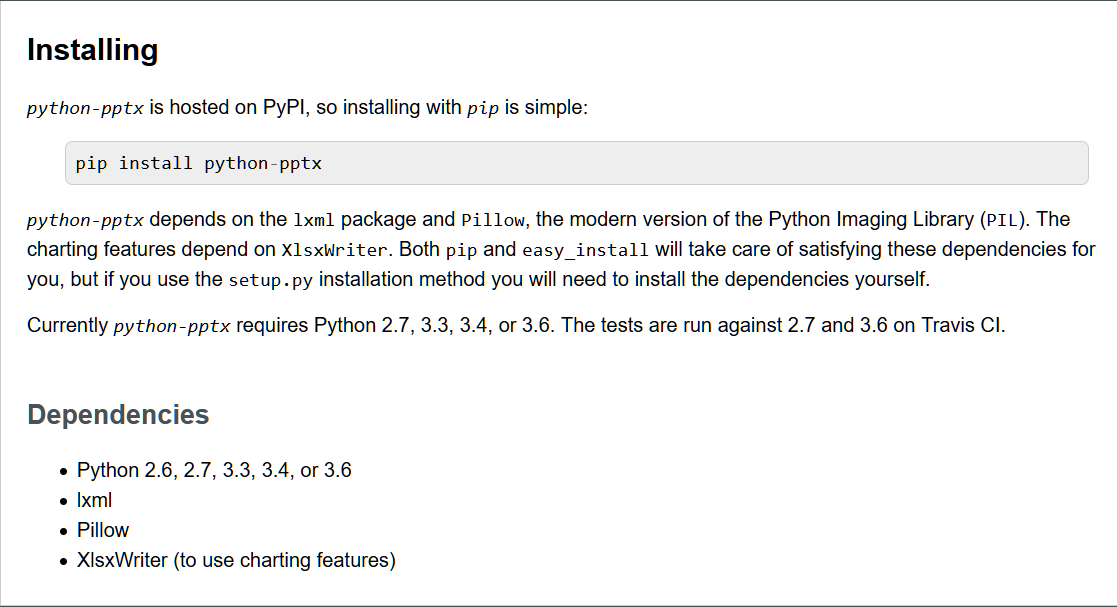 Installing
python-pptx is hosted on PyPI, so installing with pip is simple:
pip install python-pptx
python-pptx depends on the lxml package and Pillow, the modern version of the Python Imaging Library (PIL). The
charting features depend on XlsxWriter. Both pip and easy_install will take care of satisfying these dependencies for
you, but if you use the setup.py installation method you will need to install the dependencies yourself.
Currently python-pptx requires Python 2.7, 3.3, 3.4, or 3.6. The tests are run against 2.7 and 3.6 on Travis CI.
Dependencies
• Python 2.6, 2.7, 3.3, 3.4, or 3.6
• lxml
• Pillow
• XlsxWriter (to use charting features)